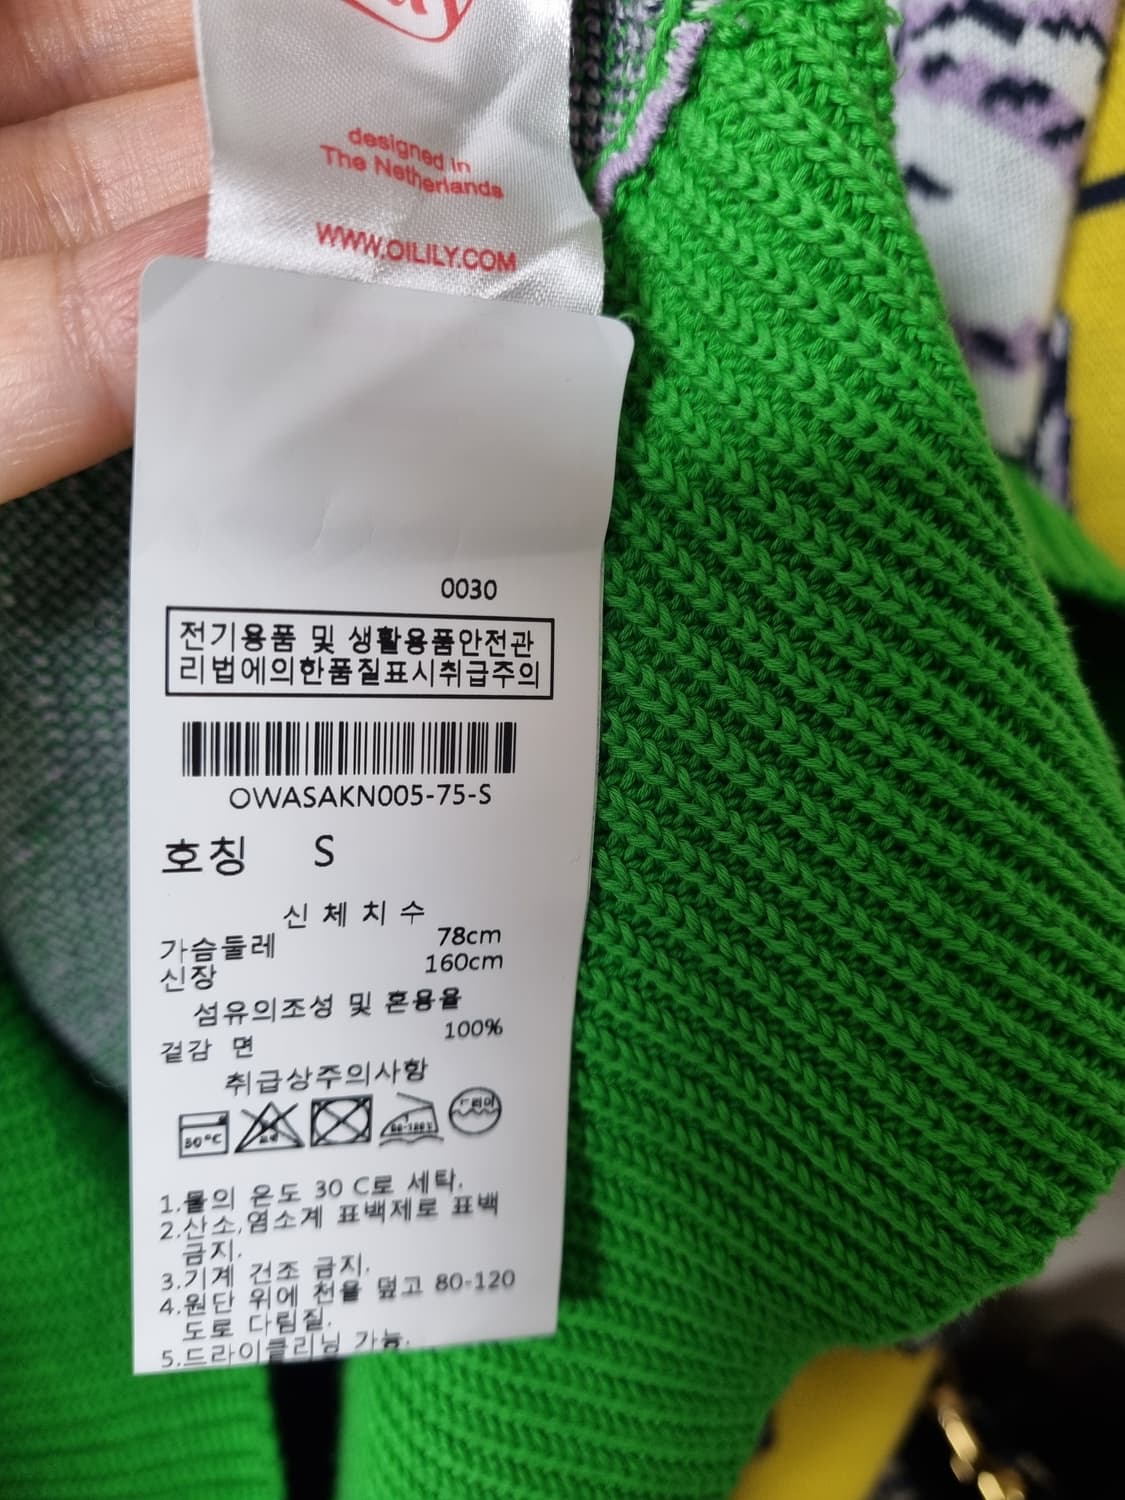 designed in
The Netherlands
WWW.OILILY.COM
0030
전기용품 및 생활용품안전관
리법에의한품질표시취급주의
OWASAKN005-75-S
호칭 S
신 체 치 수
가슴둘레 78cm
신장 160cm
섬유의조성 및 혼용율
겉감 면 100%
취급상주의사항
30°C 80-120℃ 드라이
1.물의 온도 30 C로 세탁.
2.산소,염소계 표백제로 표백
금지.
3.기계 건조 금지.
4.원단 위에 천을 덮고 80-120
도로 다림질.
5.드라이클리닝 가능.